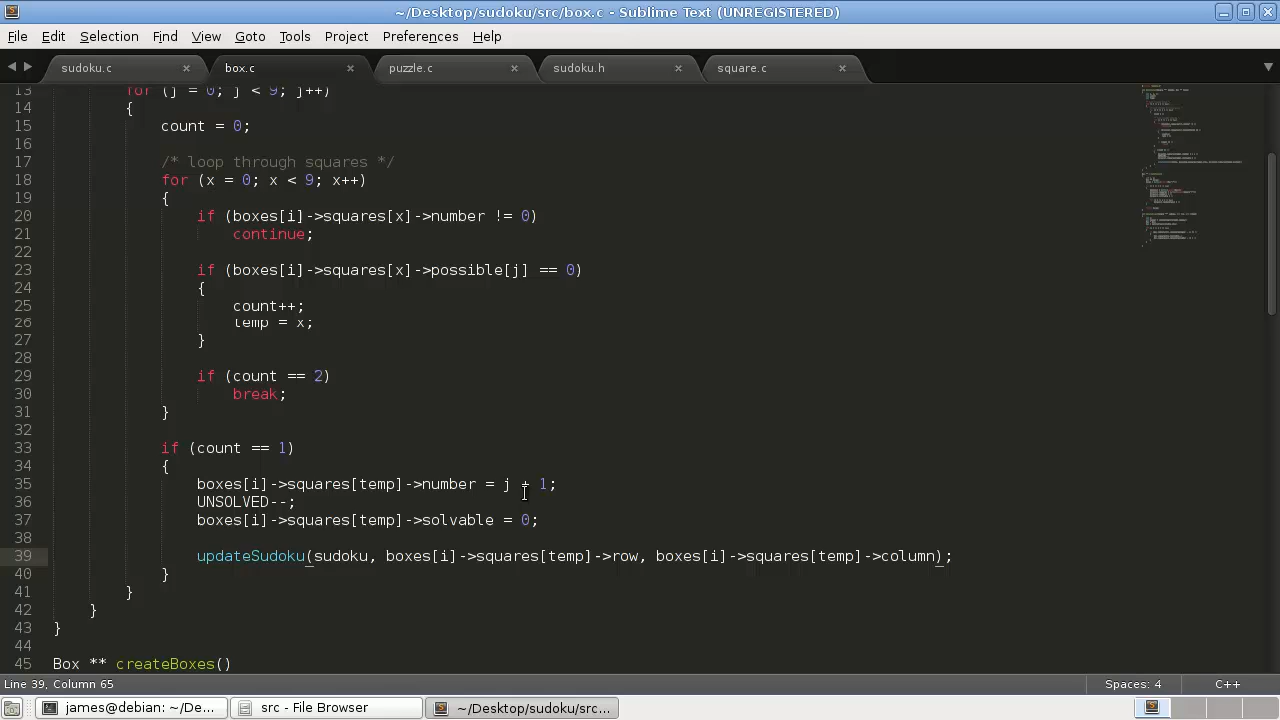 ~/Desktop/sudoku/src/box.c - Sublime Text (UNREGISTERED)
File Edit Selection Find View Goto Tools Project Preferences Help
sudoku.c × box.c × puzzle.c × sudoku.h × square.c ×
13 for (j = 0; j < 9; j++)
14 {
15 count = 0;
16
17 /* loop through squares */
18 for (x = 0; x < 9; x++)
19 {
20 if (boxes[i]->squares[x]->number != 0)
21 continue;
22
23 if (boxes[i]->squares[x]->possible[j] == 0)
24 {
25 count++;
26 temp = x;
27 }
28
29 if (count == 2)
30 break;
31 }
32
33 if (count == 1)
34 {
35 boxes[i]->squares[temp]->number = j + 1;
36 UNSOLVED--;
37 boxes[i]->squares[temp]->solvable = 0;
38
39 updateSudoku(sudoku, boxes[i]->squares[temp]->row, boxes[i]->squares[temp]->column);
40 }
41 }
42 }
43 }
44
45 Box ** createBoxes()
Line 39, Column 65 Spaces: 4 C++
james@debian: ~/De... src - File Browser ~/Desktop/sudoku/src...